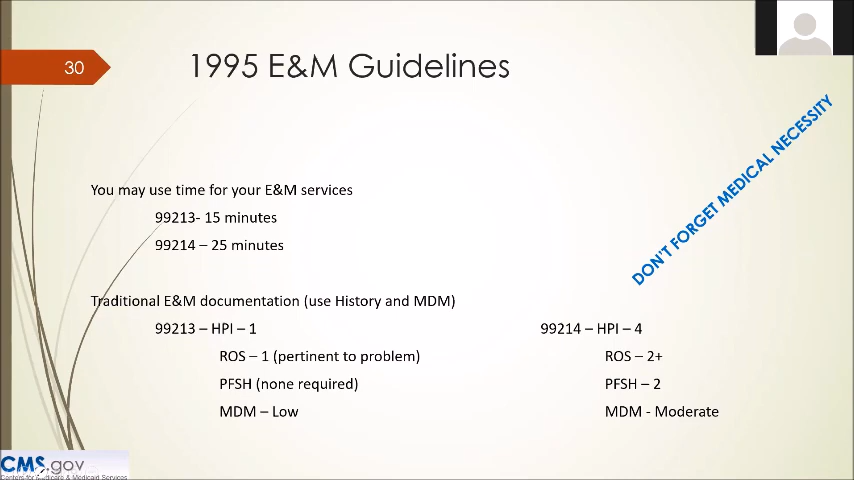 30
1995 E&M Guidelines
DON'T FORGET MEDICAL NECESSITY
You may use time for your E&M services
99213- 15 minutes
99214 – 25 minutes
Traditional E&M documentation (use History and MDM)
99213 – HPI – 1
ROS – 1 (pertinent to problem)
PFSH (none required)
MDM – Low
99214 – HPI – 4
ROS – 2+
PFSH – 2
MDM - Moderate
CMS.gov
Centers for Medicare & Medicaid Services